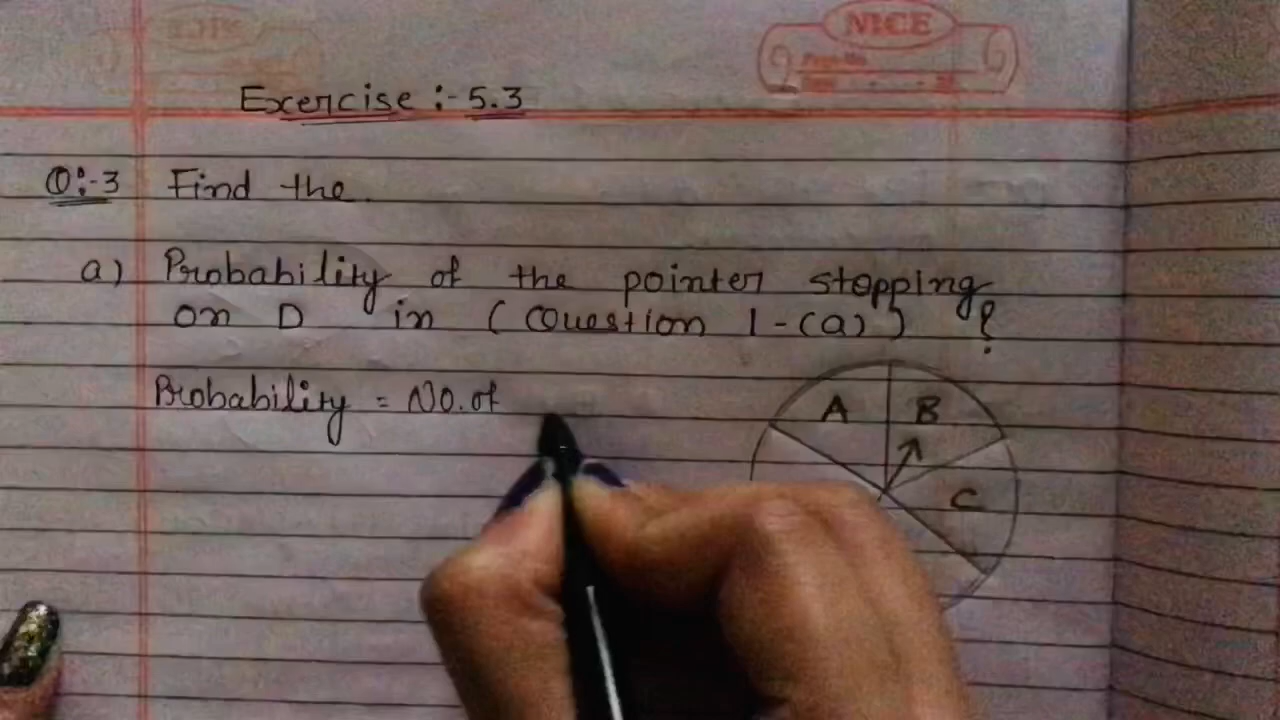 NICE
Exercise :- 5.3
Q:-3 Find the.
a) Probability of the pointer stopping
on D in (Question 1-(a)) ?
Probability = No. of
A B
C